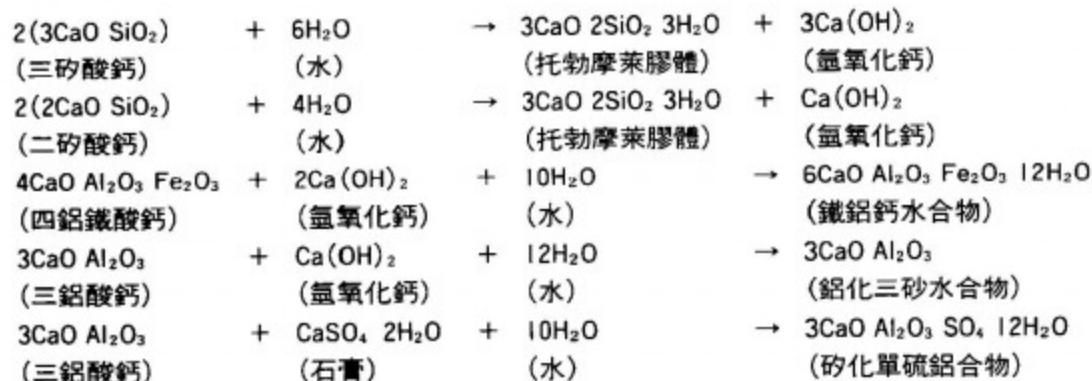 2(3CaO SiO₂) + 6H₂O → 3CaO 2SiO₂ 3H₂O + 3Ca(OH)₂
(三矽酸鈣) (水) (托勃摩萊膠體) (氫氧化鈣)
2(2CaO SiO₂) + 4H₂O → 3CaO 2SiO₂ 3H₂O + Ca(OH)₂
(二矽酸鈣) (水) (托勃摩萊膠體) (氫氧化鈣)
4CaO Al₂O₃ Fe₂O₃ + 2Ca(OH)₂ + 10H₂O → 6CaO Al₂O₃ Fe₂O₃ 12H₂O
(四鋁鐵酸鈣) (氫氧化鈣) (水) (鐵鋁鈣水合物)
3CaO Al₂O₃ + Ca(OH)₂ + 12H₂O → 3CaO Al₂O₃
(三鋁酸鈣) (氫氧化鈣) (水) (鋁化三砂水合物)
3CaO Al₂O₃ + CaSO₄ 2H₂O + 10H₂O → 3CaO Al₂O₃ SO₄ 12H₂O
(三鋁酸鈣) (石膏) (水) (矽化單硫鋁合物)